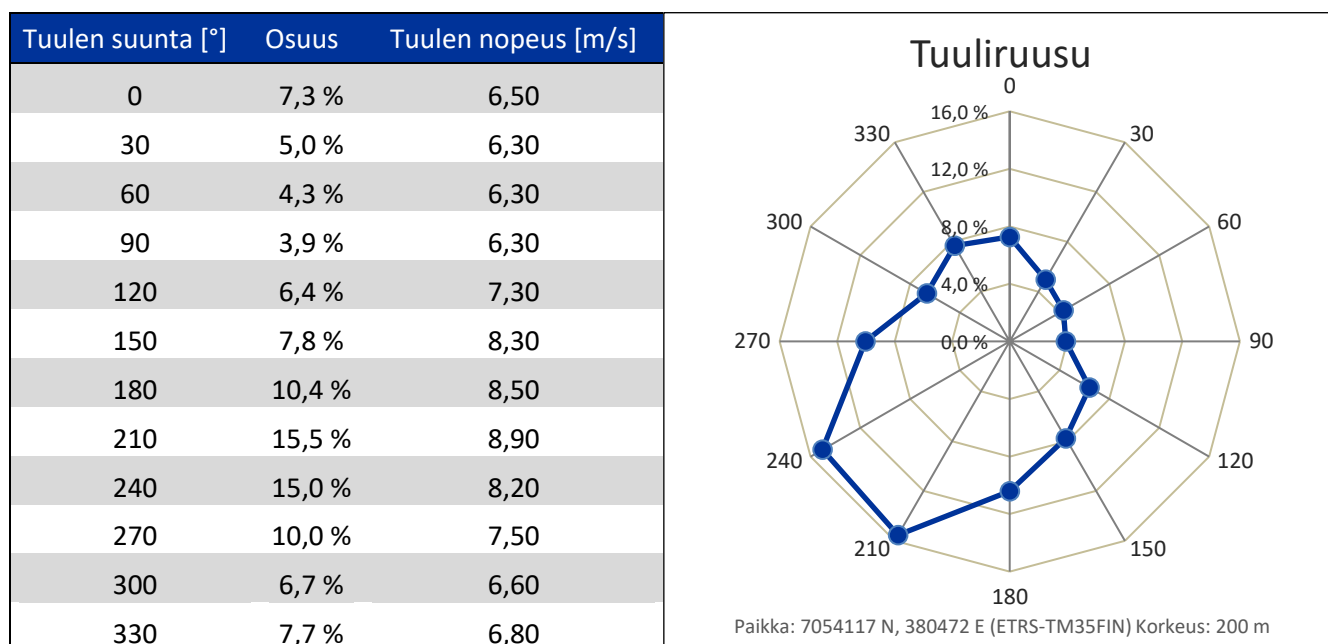 Tuulen suunta [°] Osuus Tuulen nopeus [m/s]
0 7,3 % 6,50
30 5,0 % 6,30
60 4,3 % 6,30
90 3,9 % 6,30
120 6,4 % 7,30
150 7,8 % 8,30
180 10,4 % 8,50
210 15,5 % 8,90
240 15,0 % 8,20
270 10,0 % 7,50
300 6,7 % 6,60
330 7,7 % 6,80
Tuuliruusu
0
16,0 %
330 30
12,0 %
300 60
8,0 %
4,0 %
270 0,0 % 90
240 120
210 150
180
Paikka: 7054117 N, 380472 E (ETRS-TM35FIN) Korkeus: 200 m